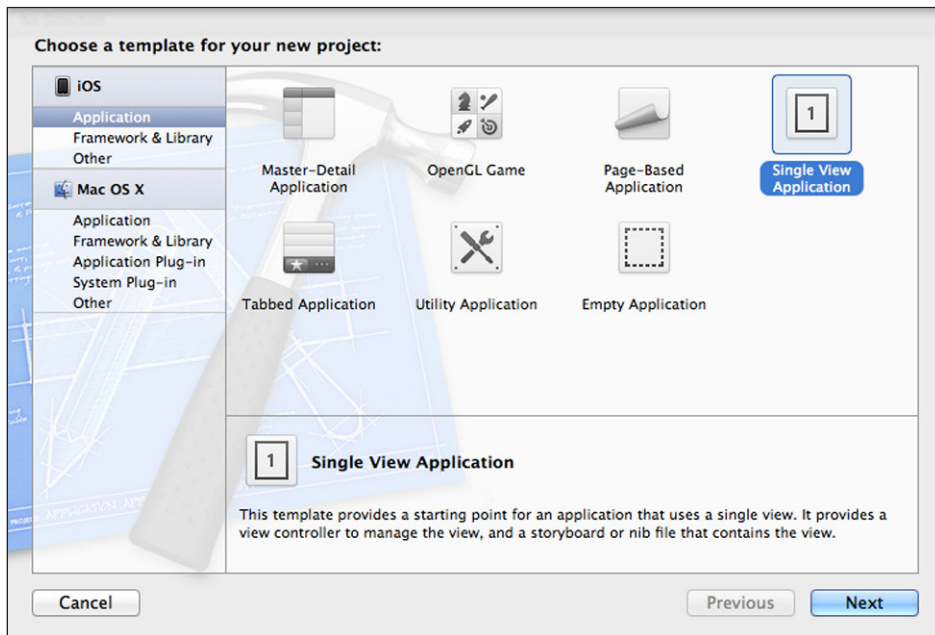 Choose a template for your new project:
iOS
Application
Framework & Library
Other
Mac OS X
Application
Framework & Library
Application Plug-in
System Plug-in
Other
Master-Detail
Application
OpenGL Game
Page-Based
Application
1
Single View
Application
Tabbed Application
Utility Application
Empty Application
1
Single View Application
This template provides a starting point for an application that uses a single view. It provides a
view controller to manage the view, and a storyboard or nib file that contains the view.
Cancel
Previous
Next